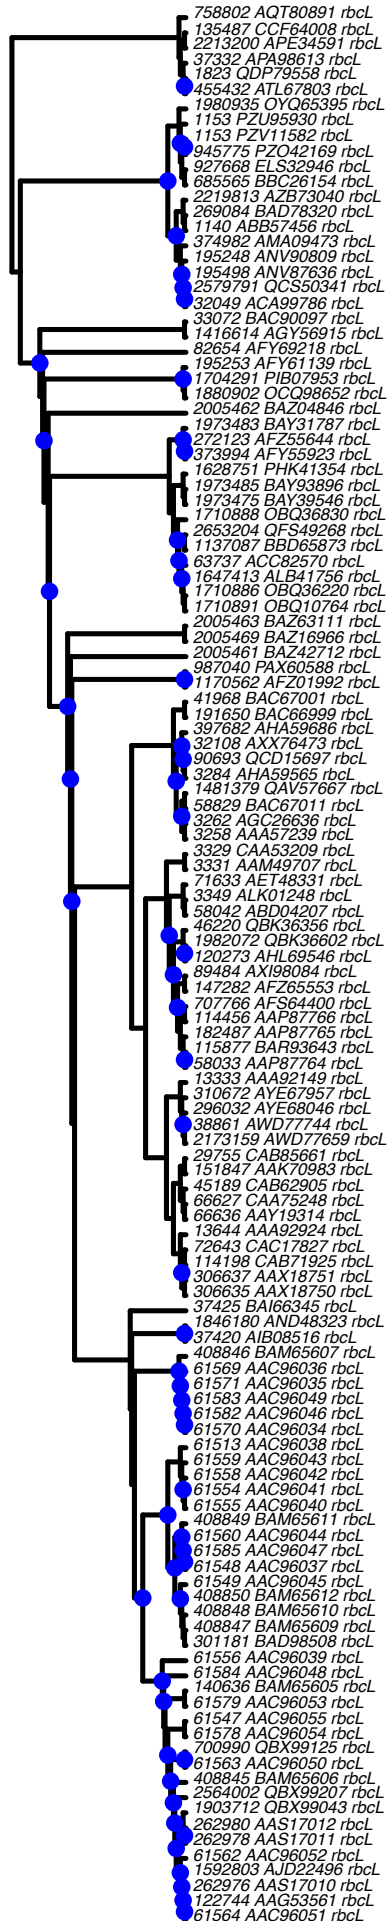 758802 AQT80891 rbcL
135487 CCF64008 rbcL
2213200 APE34591 rbcL
37332 APA98613 rbcL
1823 QDP79558 rbcL
455432 ATL67803 rbcL
1980935 OYQ65395 rbcL
1153 PZU95930 rbcL
1153 PZV11582 rbcL
945775 PZO42169 rbcL
927668 ELS32946 rbcL
685565 BBC26154 rbcL
2219813 AZB73040 rbcL
269084 BAD78320 rbcL
1140 ABB57456 rbcL
374982 AMA09473 rbcL
195248 ANV90809 rbcL
195498 ANV87636 rbcL
2579791 QCS50341 rbcL
32049 ACA99786 rbcL
33072 BAC90097 rbcL
1416614 AGY56915 rbcL
82654 AFY69218 rbcL
195253 AFY61139 rbcL
1704291 PIB07953 rbcL
1880902 OCQ98652 rbcL
2005462 BAZ04846 rbcL
1973483 BAY31787 rbcL
272123 AFZ55644 rbcL
373994 AFY55923 rbcL
1628751 PHK41354 rbcL
1973485 BAY93896 rbcL
1973475 BAY39546 rbcL
1710888 OBQ36830 rbcL
2653204 QFS49268 rbcL
1137087 BBD65873 rbcL
63737 ACC82570 rbcL
1647413 ALB41756 rbcL
1710886 OBQ36220 rbcL
1710891 OBQ10764 rbcL
2005463 BAZ63111 rbcL
2005469 BAZ16966 rbcL
2005461 BAZ42712 rbcL
987040 PAX60588 rbcL
1170562 AFZ01992 rbcL
41968 BAC67001 rbcL
191650 BAC66999 rbcL
397682 AHA59686 rbcL
32108 AXX76473 rbcL
90693 QCD15697 rbcL
3284 AHA59565 rbcL
1481379 QAV57667 rbcL
58829 BAC67011 rbcL
3262 AGC26636 rbcL
3258 AAA57239 rbcL
3329 CAA53209 rbcL
3331 AAM49707 rbcL
71633 AET48331 rbcL
3349 ALK01248 rbcL
58042 ABD04207 rbcL
46220 QBK36356 rbcL
1982072 QBK36602 rbcL
120273 AHL69546 rbcL
89484 AXI98084 rbcL
147282 AFZ65553 rbcL
707766 AFS64400 rbcL
114456 AAP87766 rbcL
182487 AAP87765 rbcL
115877 BAR93643 rbcL
58033 AAP87764 rbcL
13333 AAA92149 rbcL
310672 AYE67957 rbcL
296032 AYE68046 rbcL
38861 AWD77744 rbcL
2173159 AWD77659 rbcL
29755 CAB85661 rbcL
151847 AAK70983 rbcL
45189 CAB62905 rbcL
66627 CAA75248 rbcL
66636 AAY19314 rbcL
13644 AAA92924 rbcL
72643 CAC17827 rbcL
114198 CAB71925 rbcL
306637 AAX18751 rbcL
306635 AAX18750 rbcL
37425 BAI66345 rbcL
1846180 AND48323 rbcL
37420 AIB08516 rbcL
408846 BAM65607 rbcL
61569 AAC96036 rbcL
61571 AAC96035 rbcL
61583 AAC96049 rbcL
61582 AAC96046 rbcL
61570 AAC96034 rbcL
61513 AAC96038 rbcL
61559 AAC96043 rbcL
61558 AAC96042 rbcL
61554 AAC96041 rbcL
61555 AAC96040 rbcL
408849 BAM65611 rbcL
61560 AAC96044 rbcL
61585 AAC96047 rbcL
61548 AAC96037 rbcL
61549 AAC96045 rbcL
408850 BAM65612 rbcL
408848 BAM65610 rbcL
408847 BAM65609 rbcL
301181 BAD98508 rbcL
61556 AAC96039 rbcL
61584 AAC96048 rbcL
140636 BAM65605 rbcL
61579 AAC96053 rbcL
61547 AAC96055 rbcL
61578 AAC96054 rbcL
700990 QBX99125 rbcL
61563 AAC96050 rbcL
408845 BAM65606 rbcL
2564002 QBX99207 rbcL
1903712 QBX99043 rbcL
262980 AAS17012 rbcL
262978 AAS17011 rbcL
61562 AAC96052 rbcL
1592803 AJD22496 rbcL
262976 AAS17010 rbcL
122744 AAG53561 rbcL
61564 AAC96051 rbcL